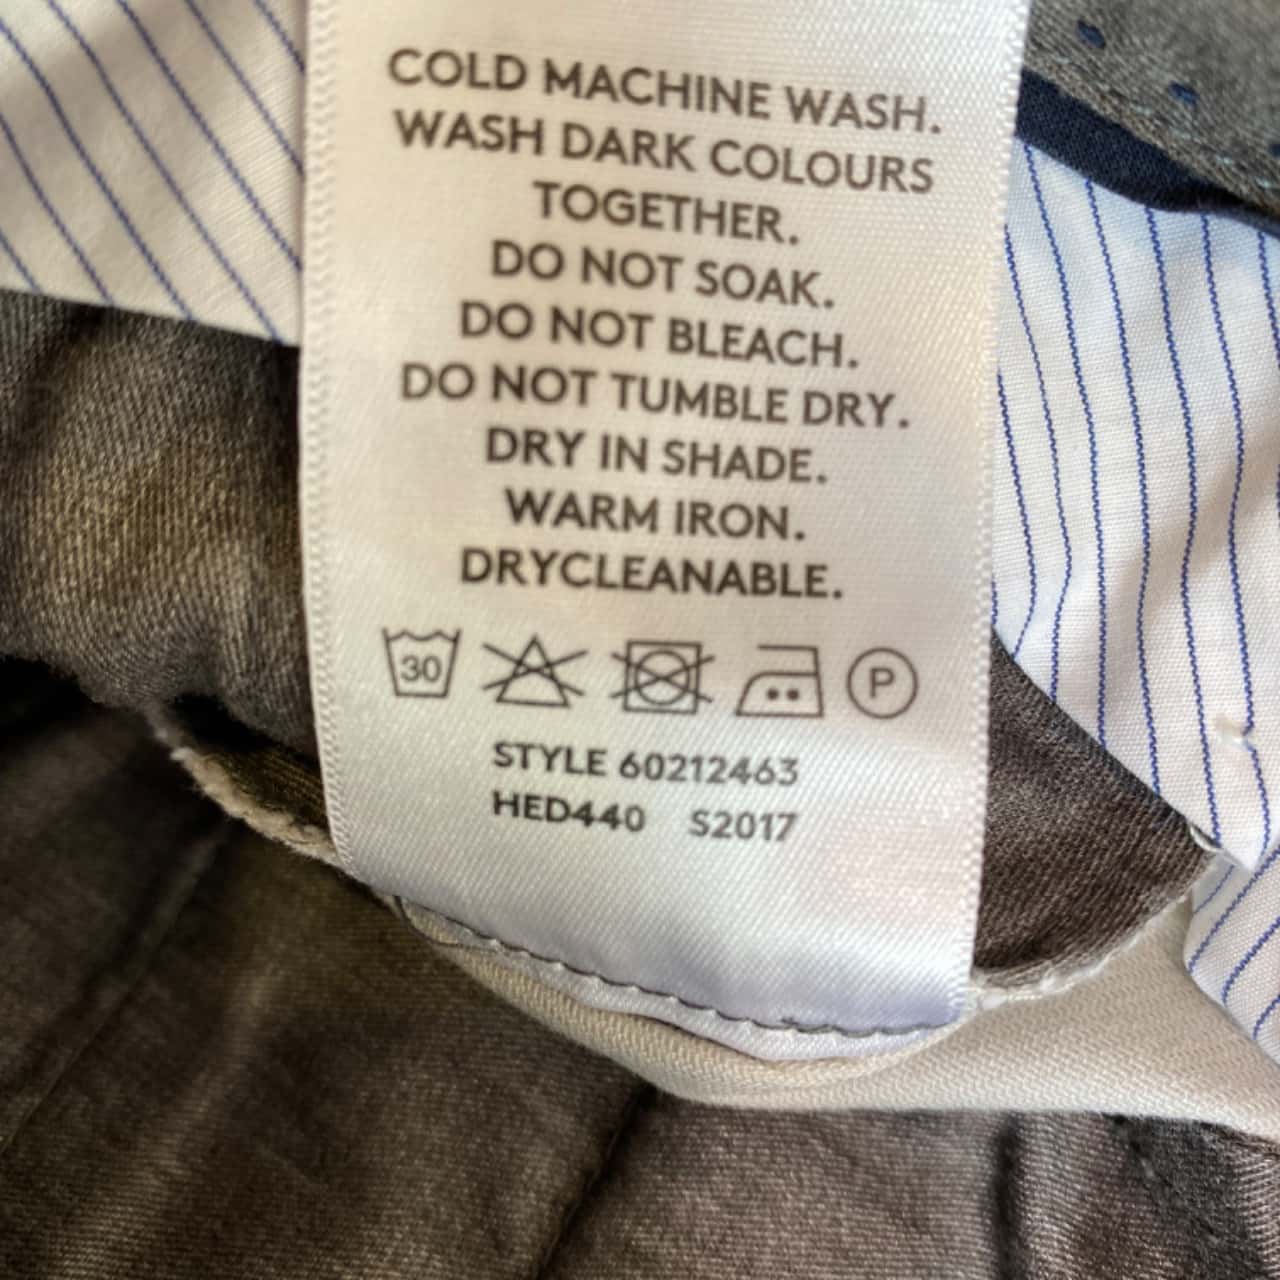 COLD MACHINE WASH.
WASH DARK COLOURS
TOGETHER.
DO NOT SOAK.
DO NOT BLEACH.
DO NOT TUMBLE DRY.
DRY IN SHADE.
WARM IRON.
DRYCLEANABLE.
30 P
STYLE 60212463
HED440 S2017